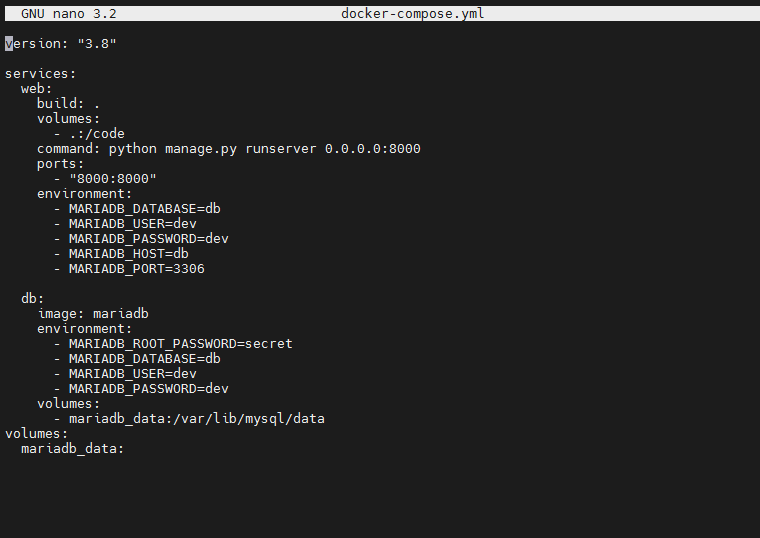 GNU nano 3.2 docker-compose.yml
version: "3.8"
services:
  web:
    build: .
    volumes:
      - .:/code
    command: python manage.py runserver 0.0.0.0:8000
    ports:
      - "8000:8000"
    environment:
      - MARIADB_DATABASE=db
      - MARIADB_USER=dev
      - MARIADB_PASSWORD=dev
      - MARIADB_HOST=db
      - MARIADB_PORT=3306
  db:
    image: mariadb
    environment:
      - MARIADB_ROOT_PASSWORD=secret
      - MARIADB_DATABASE=db
      - MARIADB_USER=dev
      - MARIADB_PASSWORD=dev
    volumes:
      - mariadb_data:/var/lib/mysql/data
volumes:
  mariadb_data: